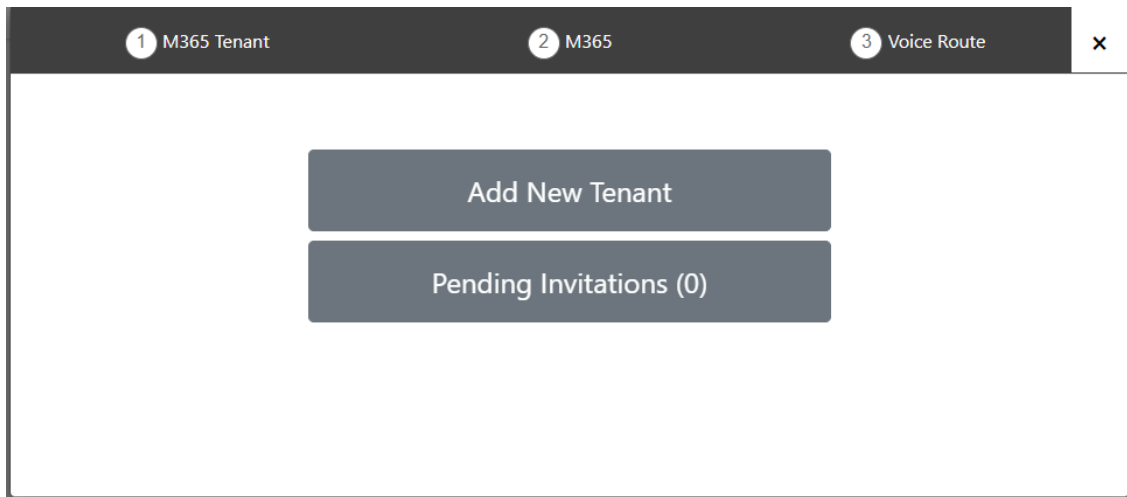 1 M365 Tenant 2 M365 3 Voice Route ×
Add New Tenant
Pending Invitations (0)